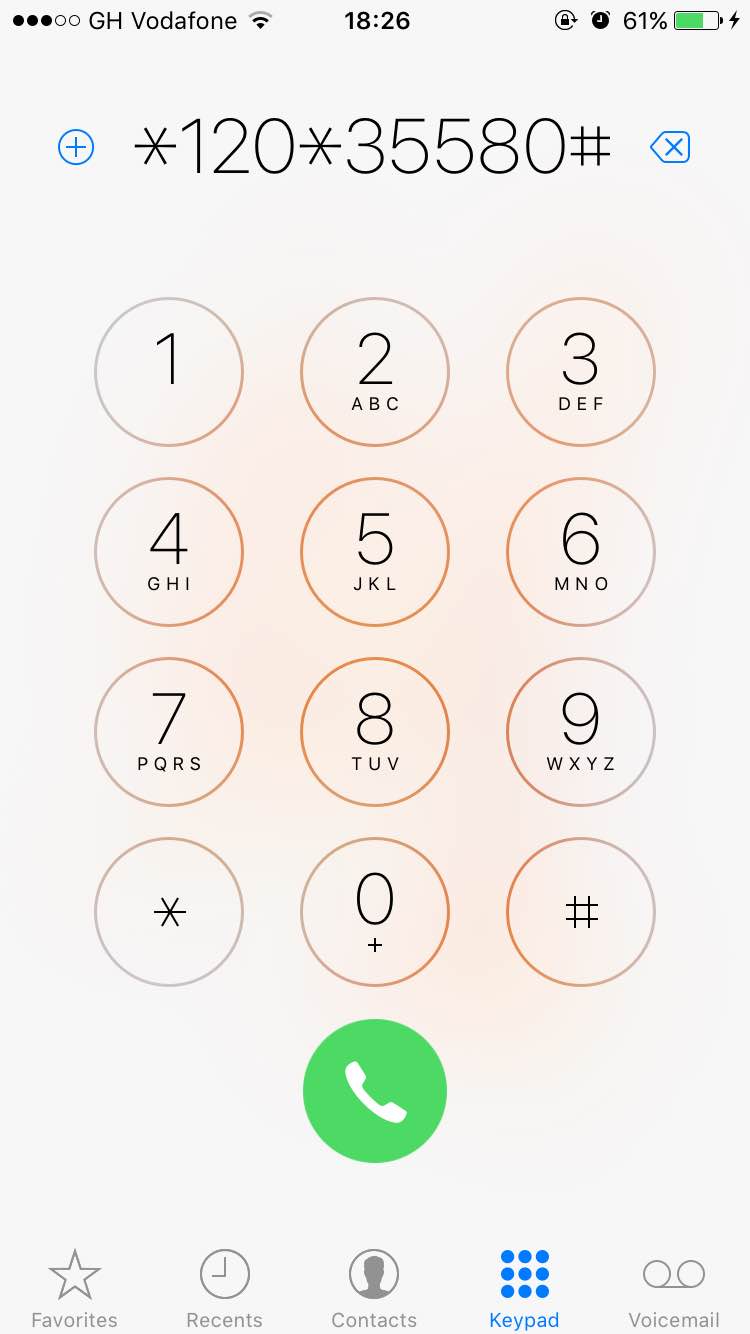 GH Vodafone 18:26 61%
*120*35580#
1 2 3
ABC DEF
4 5 6
GHI JKL MNO
7 8 9
PQRS TUV WXYZ
* 0 #
+
Favorites Recents Contacts Keypad Voicemail